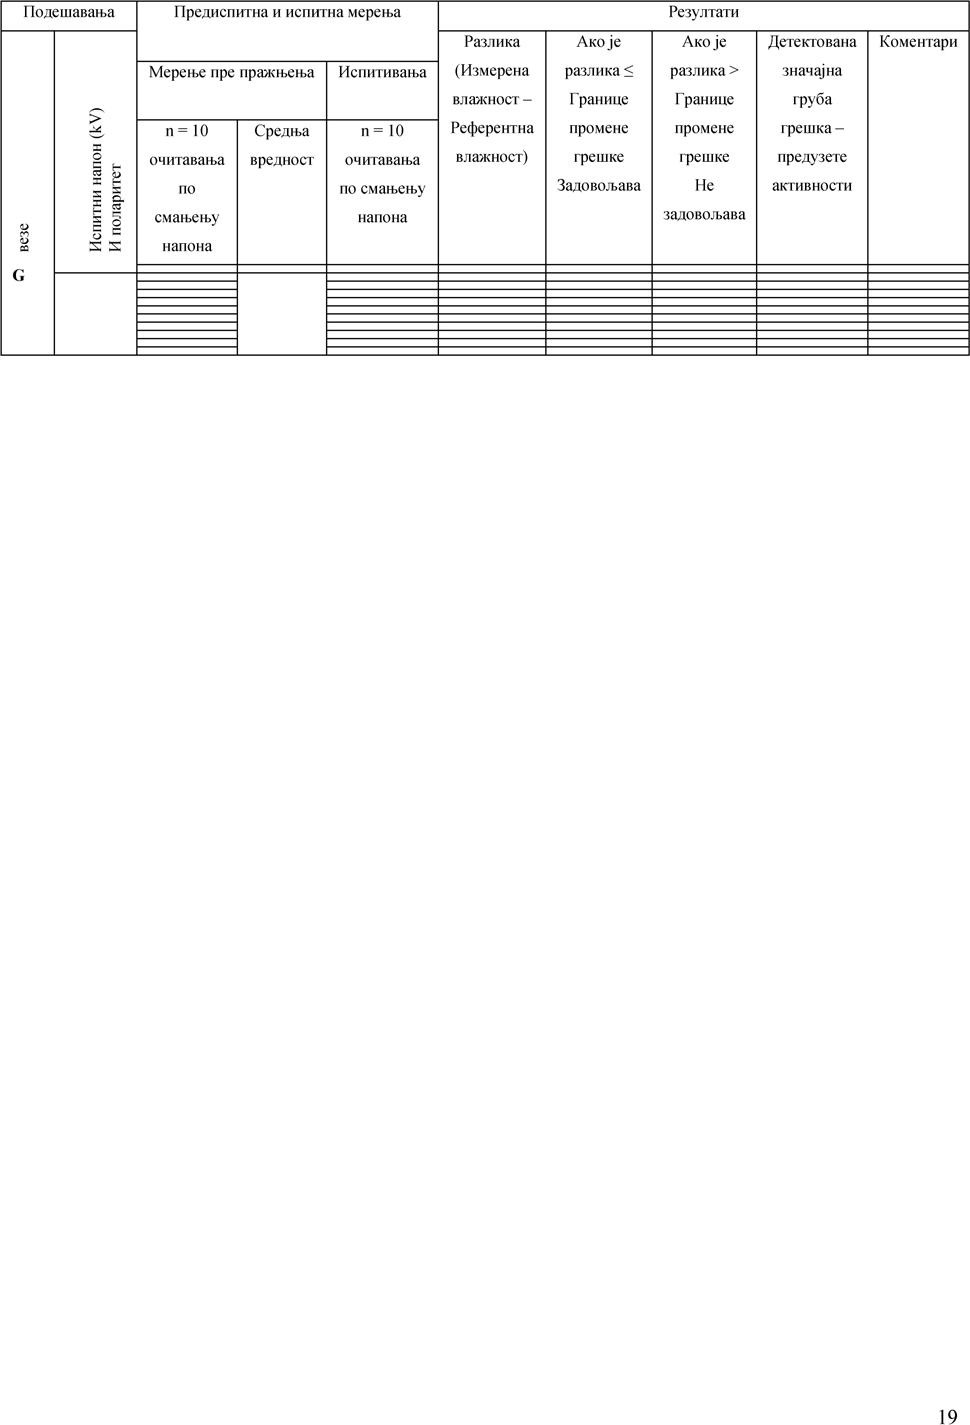 Подешавања
Предиспитна и испитна мерења
Резултати
везе
G
Испитни напон (kV)
И поларитет
Мерење пре пражњења
Испитивања
n = 10
очитавања
по
смањењу
напона
Средња
вредност
n = 10
очитавања
по смањењу
напона
Разлика
(Измерена
влажност –
Референтна
влажност)
Ако је
разлика ≤
Границе
промене
грешке
Задовољава
Ако је
разлика >
Границе
промене
грешке
Не
задовољава
Детектована
значајна
груба
грешка –
предузете
активности
Коментари
19